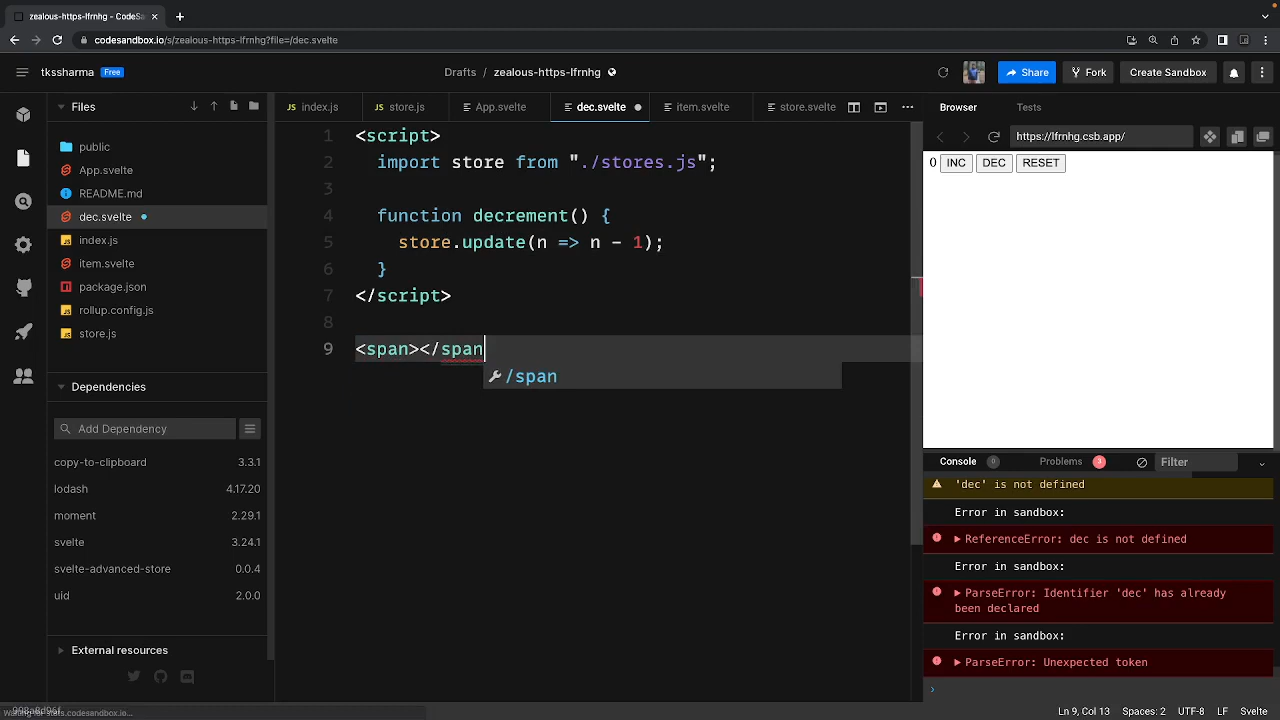 zealous-https-lfrnhg - CodeSa
codesandbox.io/s/zealous-https-lfrnhg?file=/dec.svelte
tkssharma Free
Drafts / zealous-https-lfrnhg
Share
Fork
Create Sandbox
Files
public
App.svelte
README.md
dec.svelte
index.js
item.svelte
package.json
rollup.config.js
store.js
Dependencies
Add Dependency
copy-to-clipboard 3.3.1
lodash 4.17.20
moment 2.29.1
svelte 3.24.1
svelte-advanced-store 0.0.4
uid 2.0.0
External resources
index.js
store.js
App.svelte
dec.svelte
item.svelte
store.svelte
1 <script>
2 import store from "./stores.js";
3
4 function decrement() {
5 store.update(n => n - 1);
6 }
7 </script>
8
9 <span></span
/span
Browser
Tests
https://lfrnhg.csb.app/
0 INC DEC RESET
Console 0
Problems 3
Filter
'dec' is not defined
Error in sandbox:
▶ ReferenceError: dec is not defined
Error in sandbox:
▶ ParseError: Identifier 'dec' has already
been declared
Error in sandbox:
▶ ParseError: Unexpected token
›
Ln 9, Col 13 Spaces: 2 UTF-8 LF Svelte